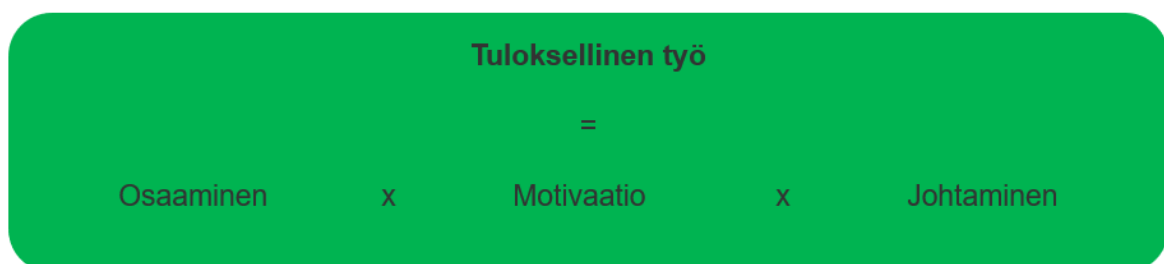 Tuloksellinen työ
=
Osaaminen x Motivaatio x Johtaminen